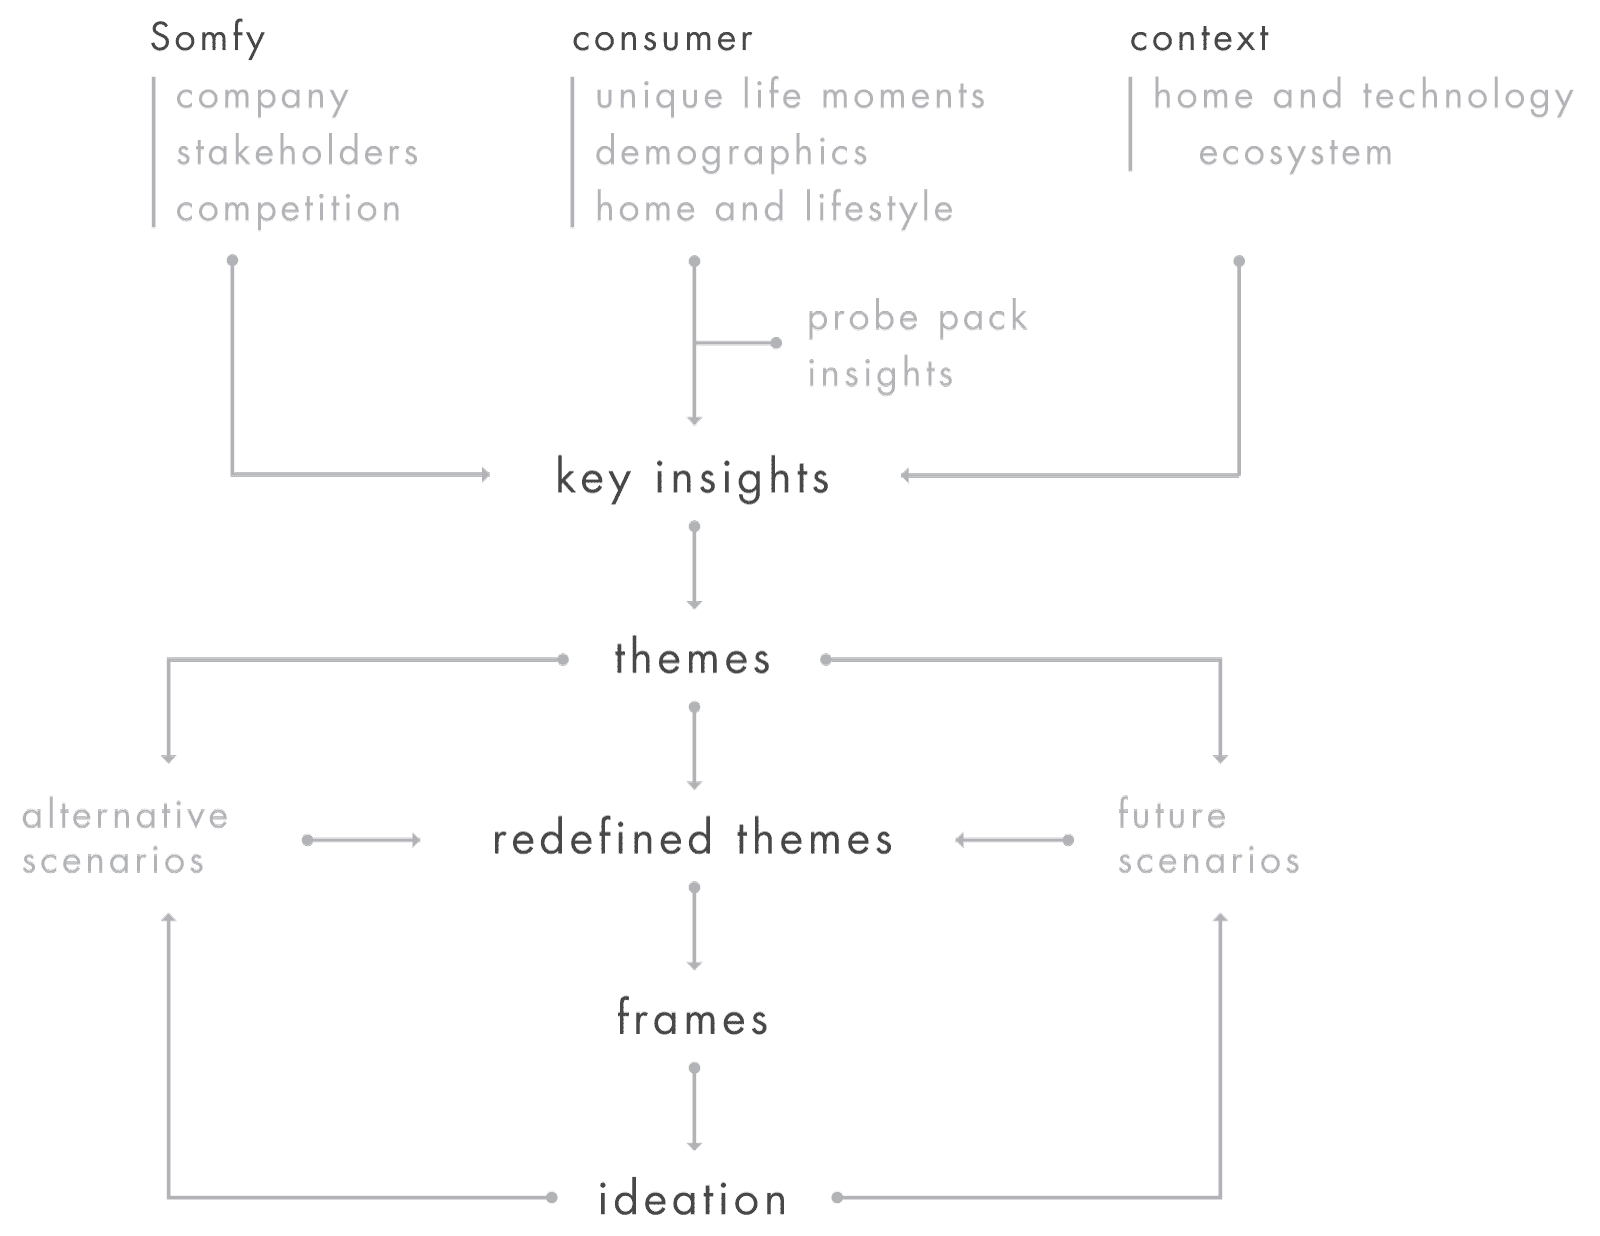 Somfy
company
stakeholders
competition
consumer
unique life moments
demographics
home and lifestyle
context
home and technology
ecosystem
probe pack
insights
key insights
themes
alternative
scenarios
redefined themes
future
scenarios
frames
ideation